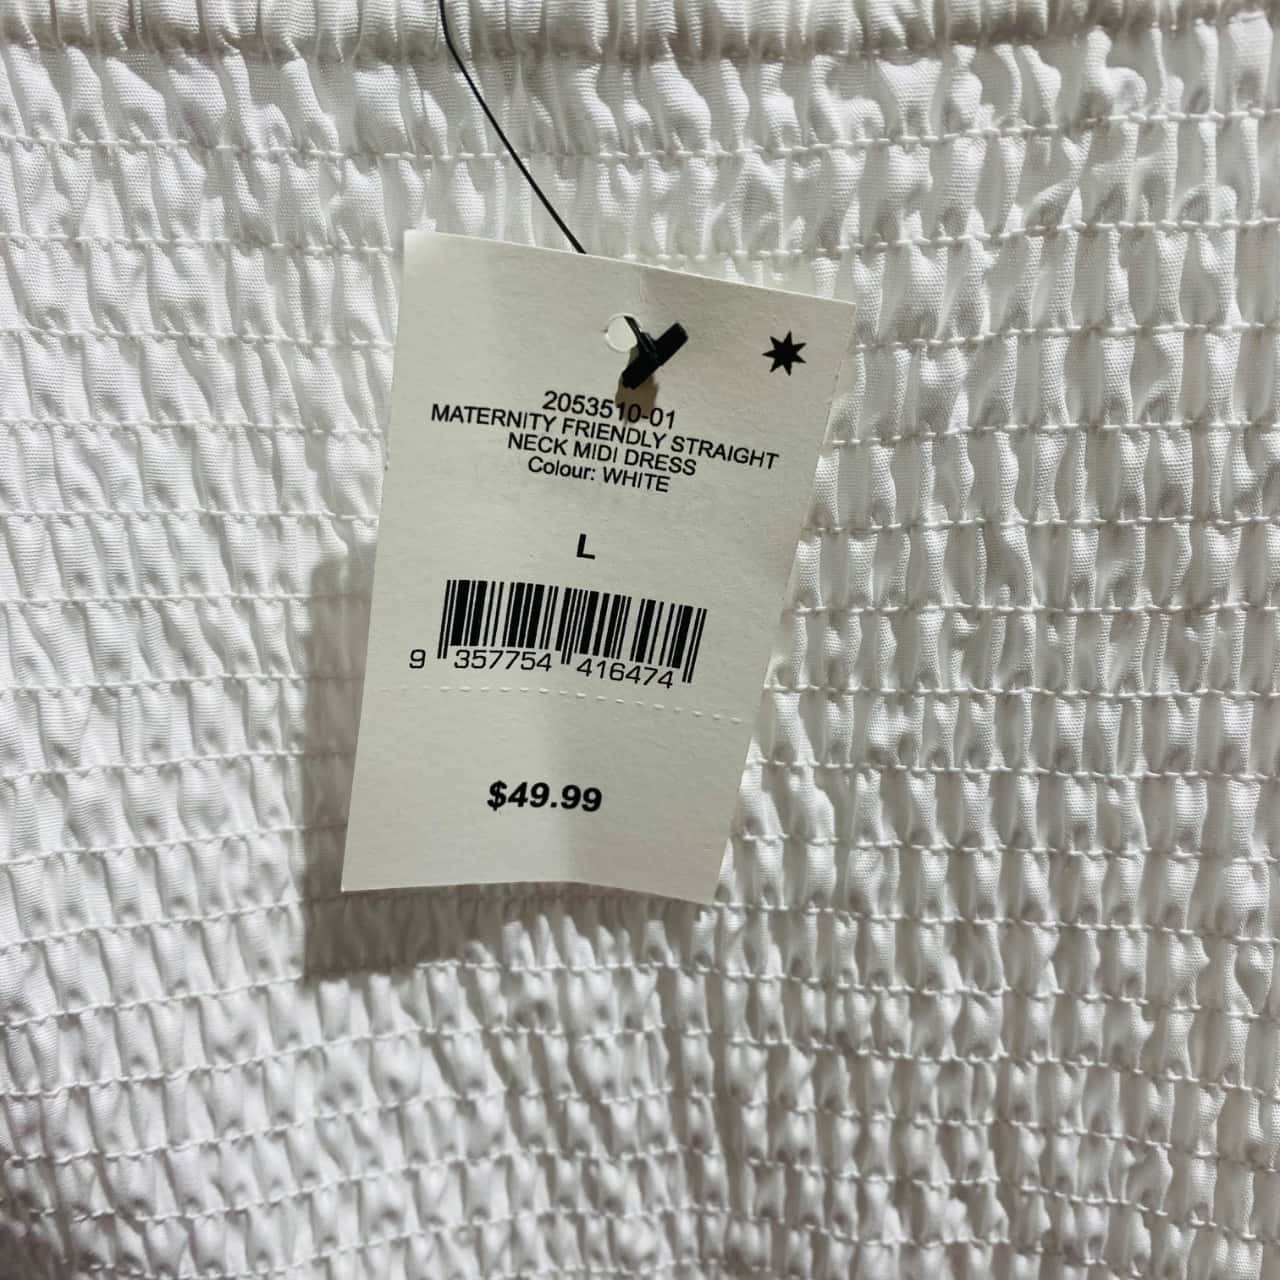 2053510-01
MATERNITY FRIENDLY STRAIGHT
NECK MIDI DRESS
Colour: WHITE
L
9 357754 416474
$49.99